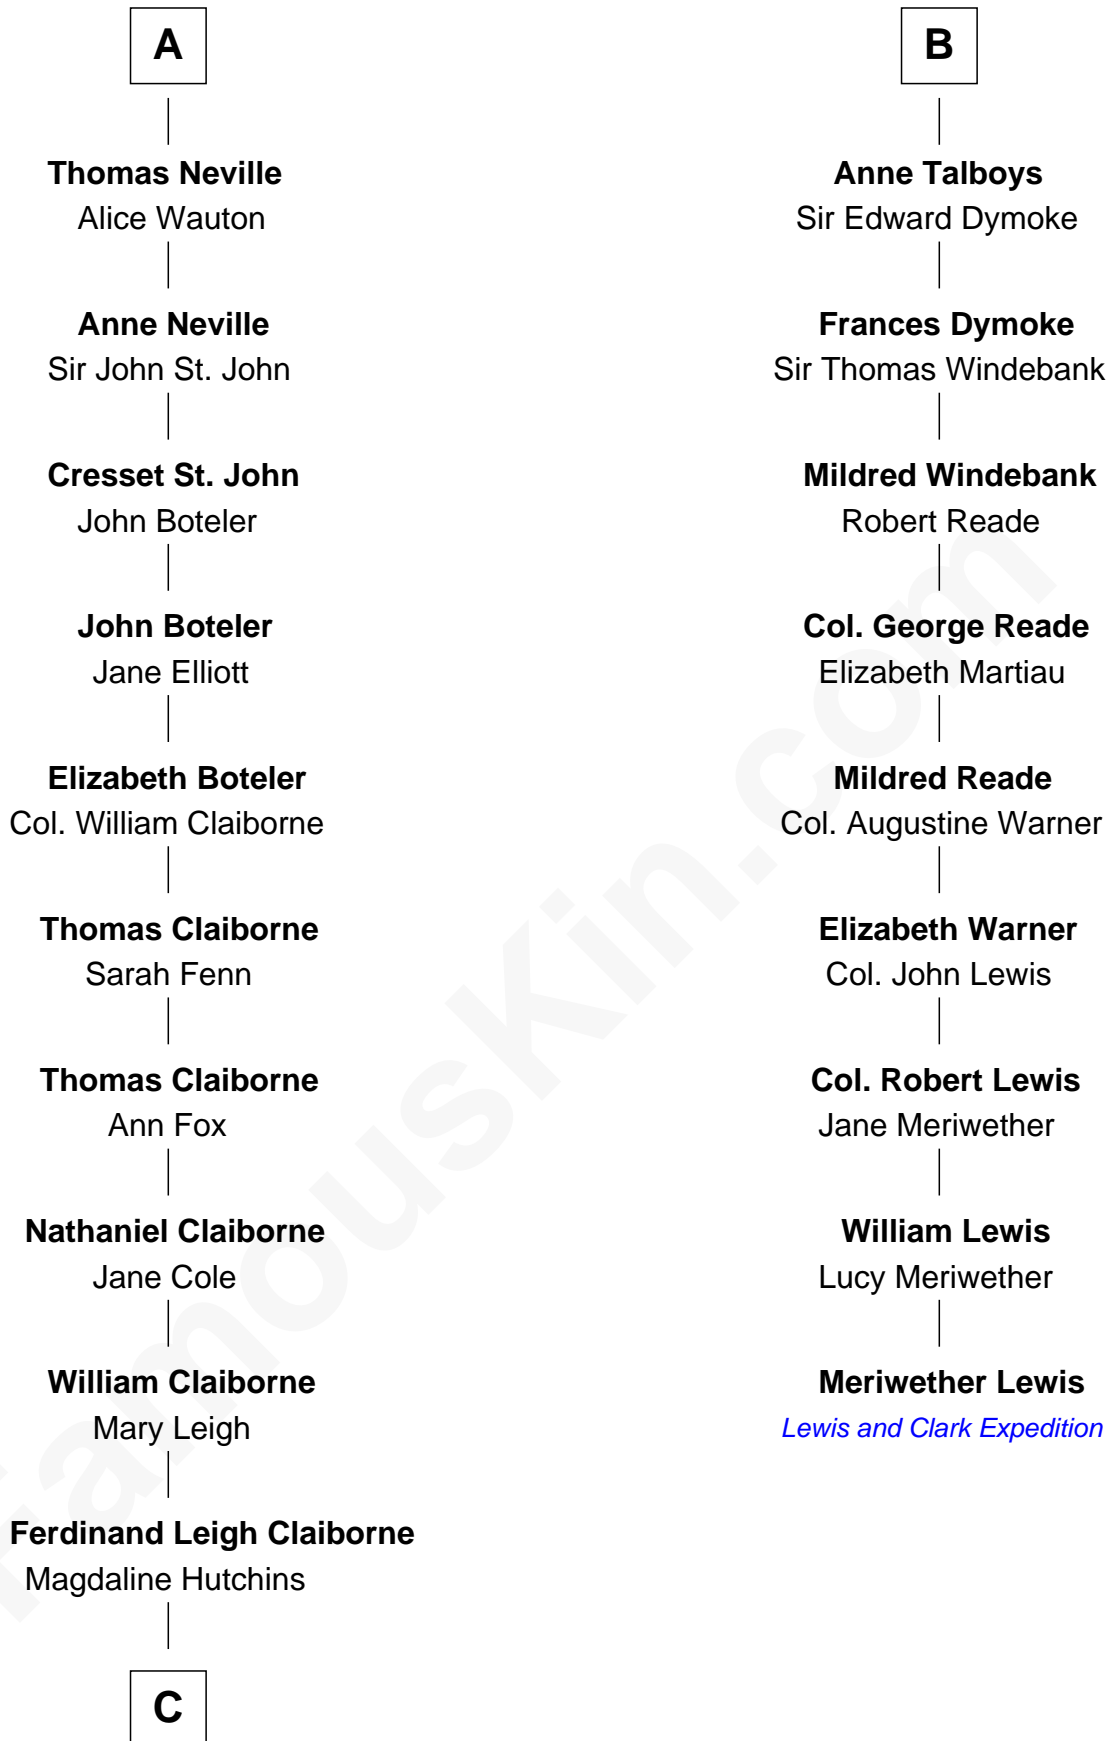 A
Thomas Neville
Alice Wauton
Anne Neville
Sir John St. John
Cresset St. John
John Boteler
John Boteler
Jane Elliott
Elizabeth Boteler
Col. William Claiborne
Thomas Claiborne
Sarah Fenn
Thomas Claiborne
Ann Fox
Nathaniel Claiborne
Jane Cole
William Claiborne
Mary Leigh
Ferdinand Leigh Claiborne
Magdaline Hutchins
C
B
Anne Talboys
Sir Edward Dymoke
Frances Dymoke
Sir Thomas Windebank
Mildred Windebank
Robert Reade
Col. George Reade
Elizabeth Martiau
Mildred Reade
Col. Augustine Warner
Elizabeth Warner
Col. John Lewis
Col. Robert Lewis
Jane Meriwether
William Lewis
Lucy Meriwether
Meriwether Lewis
Lewis and Clark Expedition
FamousKin.com